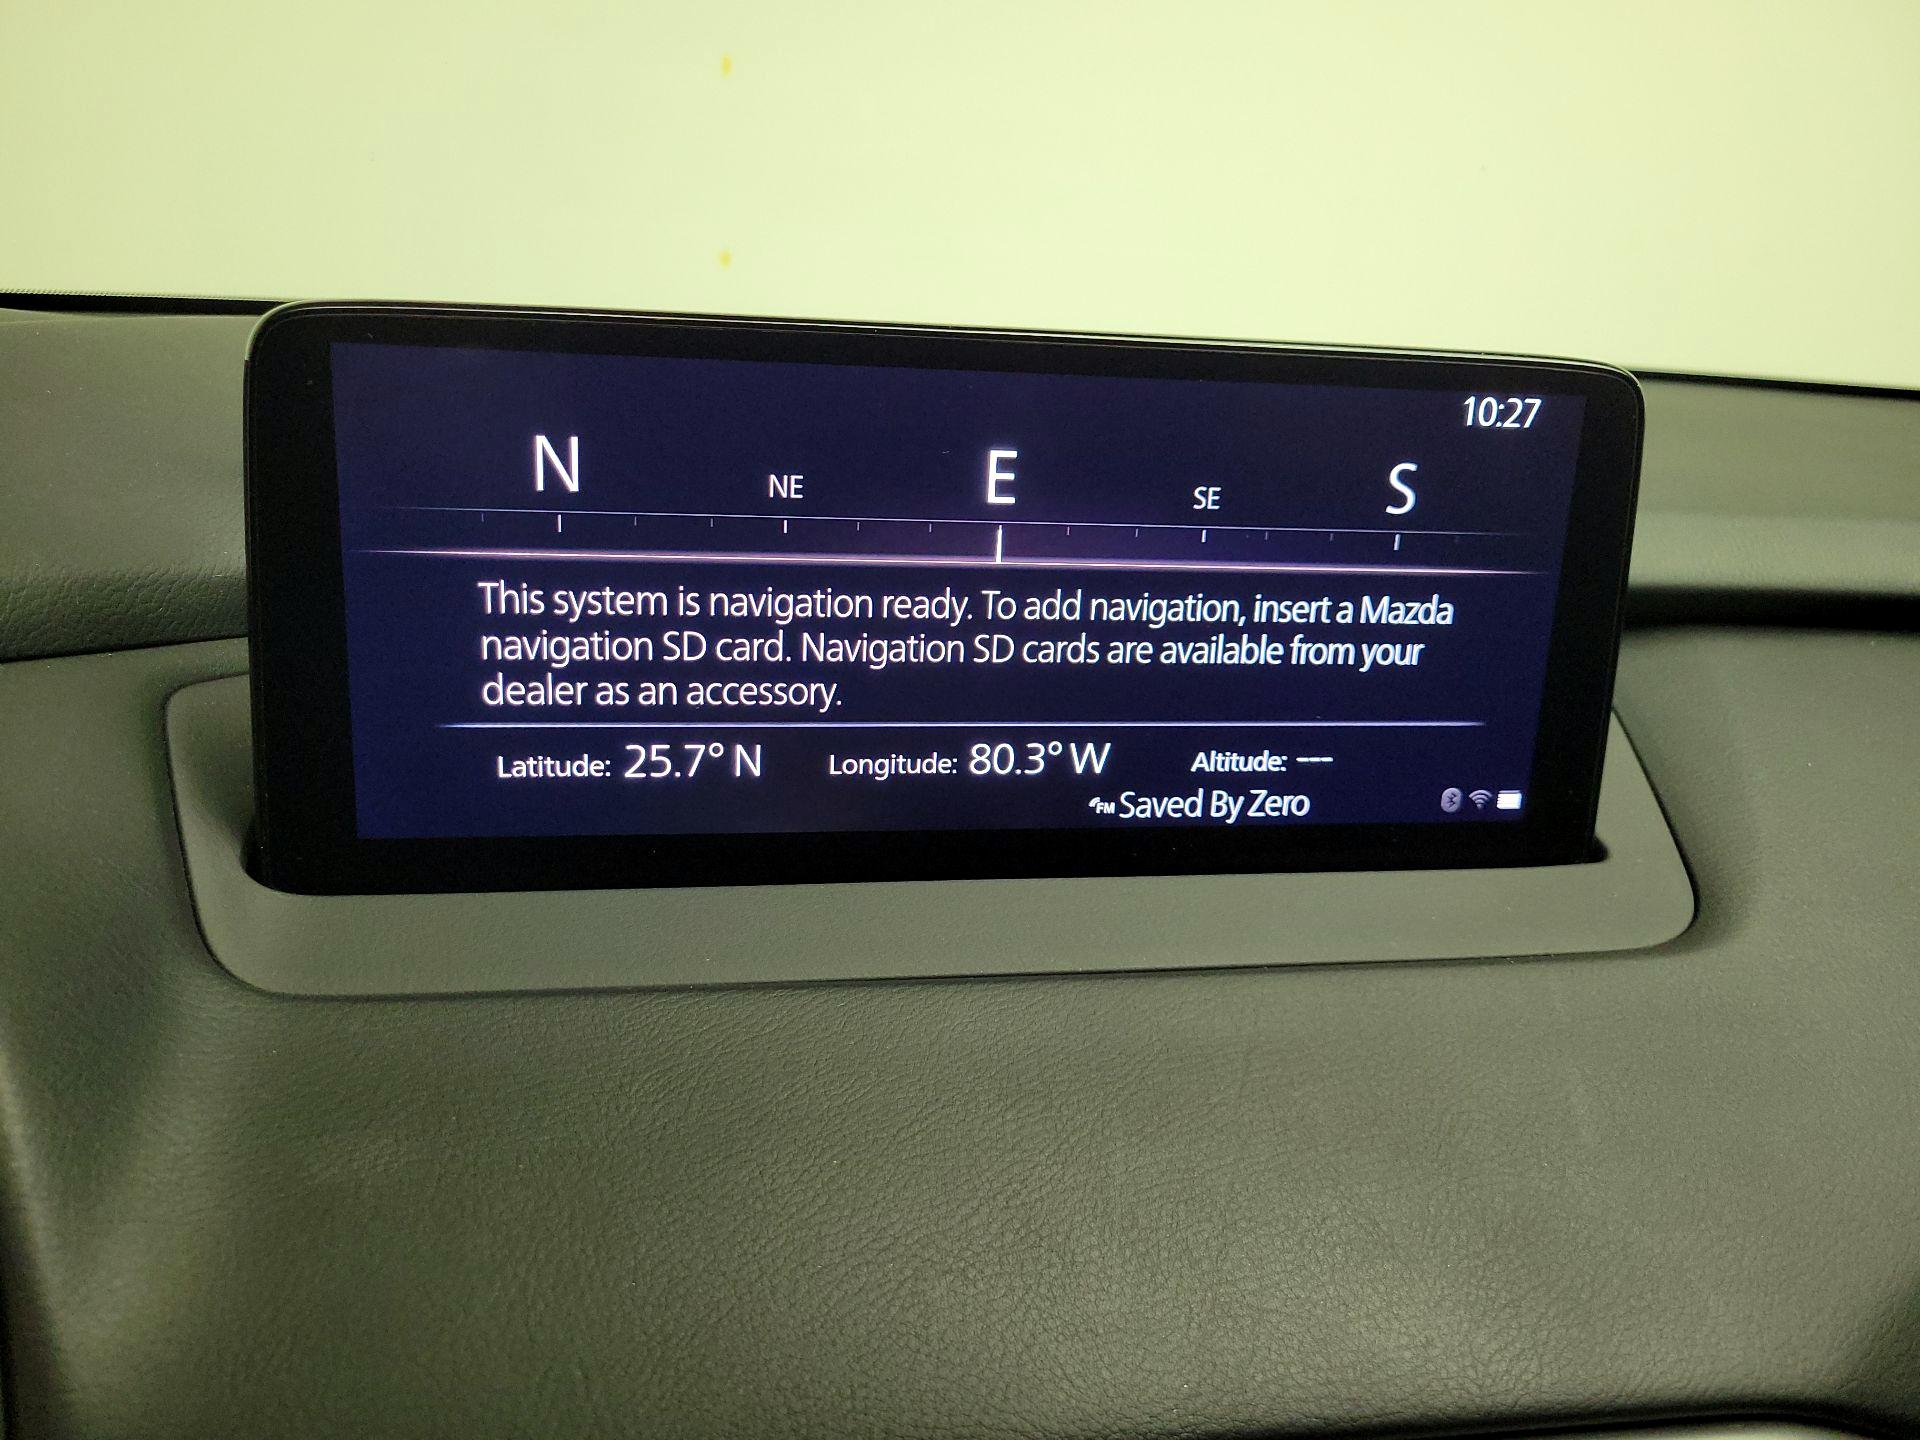 10:27
N NE E SE S
This system is navigation ready. To add navigation, insert a Mazda
navigation SD card. Navigation SD cards are available from your
dealer as an accessory.
Latitude: 25.7° N Longitude: 80.3° W Altitude: ---
FM Saved By Zero